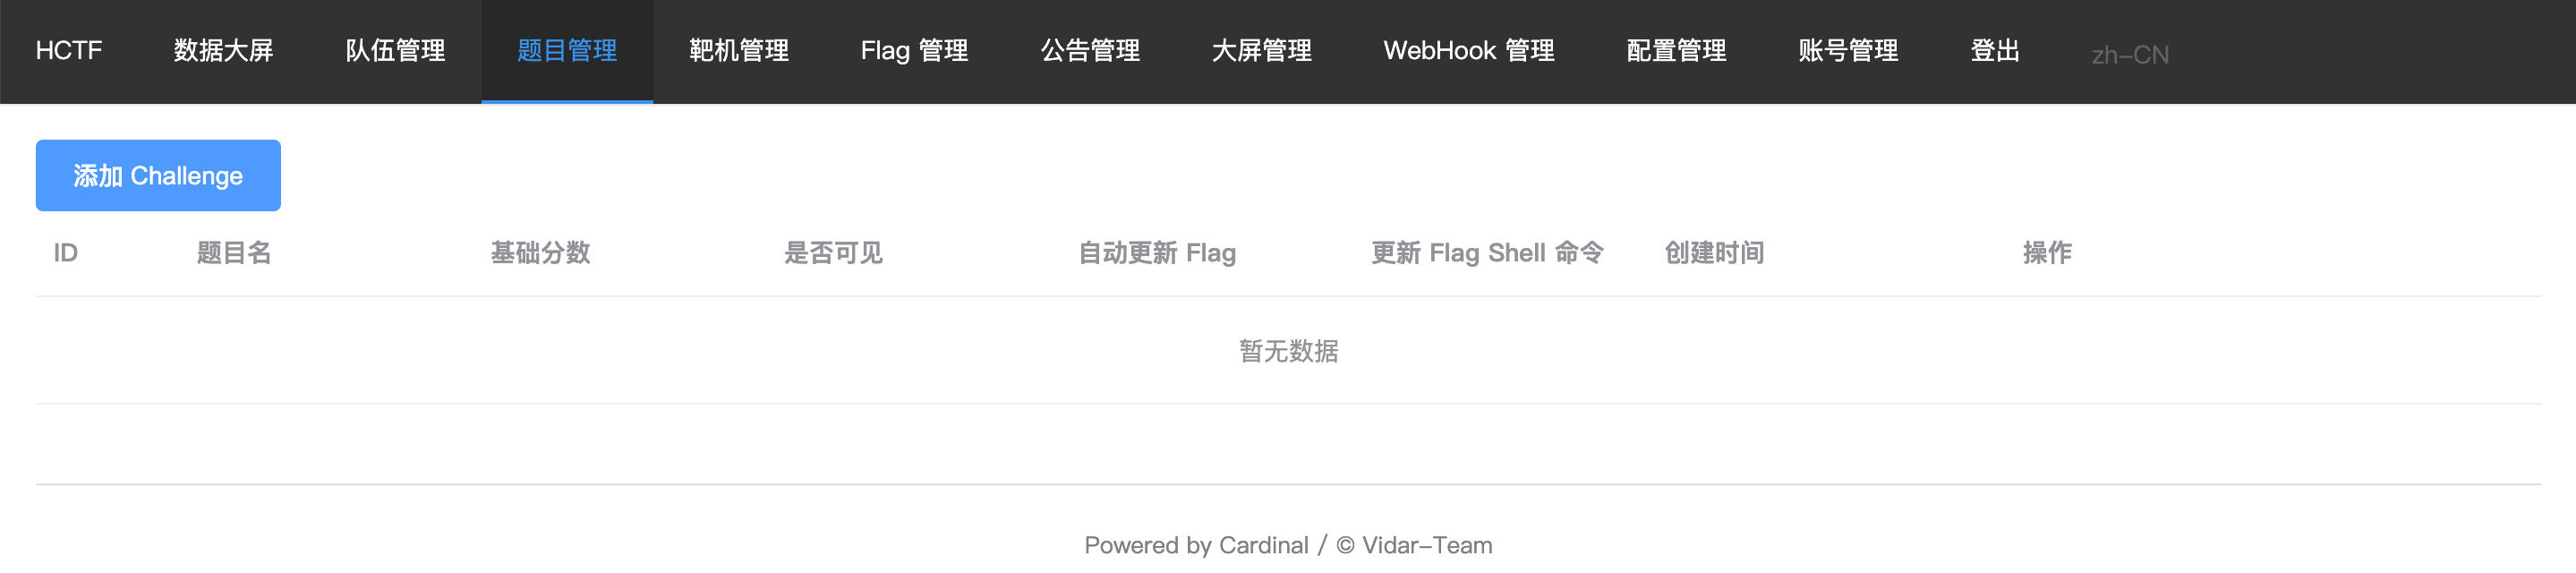 HCTF 数据大屏 队伍管理 题目管理 靶机管理 Flag 管理 公告管理 大屏管理 WebHook 管理 配置管理 账号管理 登出 zh-CN
添加 Challenge
ID 题目名 基础分数 是否可见 自动更新 Flag 更新 Flag Shell 命令 创建时间 操作
暂无数据
Powered by Cardinal / © Vidar-Team